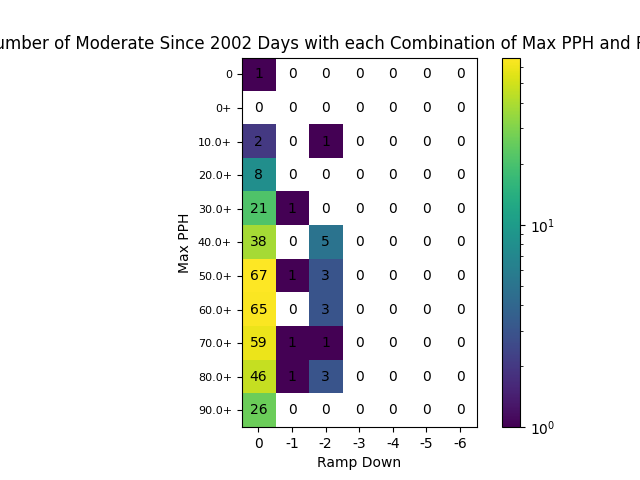 of Moderate Since 2002 Days with each Combination of Max PPH and
0 1 0 0 0 0 0 0
0+ 0 0 0 0 0 0 0
10.0+ 2 0 1 0 0 0 0
20.0+ 8 0 0 0 0 0 0
30.0+ 21 1 0 0 0 0 0
40.0+ 38 0 5 0 0 0 0
50.0+ 67 1 3 0 0 0 0
60.0+ 65 0 3 0 0 0 0
70.0+ 59 1 1 0 0 0 0
80.0+ 46 1 3 0 0 0 0
90.0+ 26 0 0 0 0 0 0
0 -1 -2 -3 -4 -5 -6
Ramp Down
Max PPH
10¹
10⁰